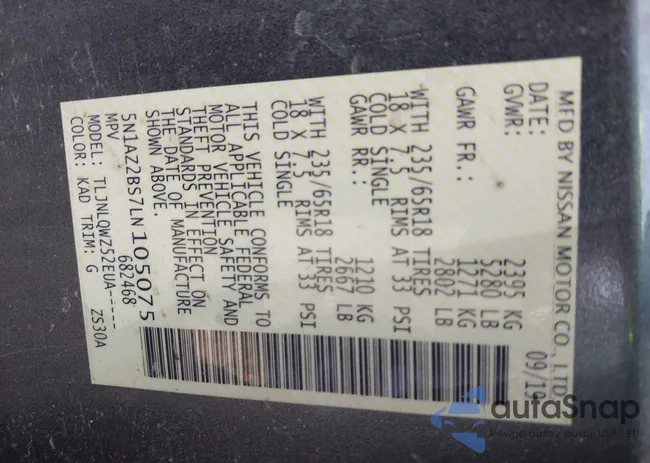 MFD BY NISSAN MOTOR CO., LTD.
DATE: 09/19
GVWR: 2395 KG
5280 LB
GAWR FR.: 1271 KG
2802 LB
WITH 235/65R18 TIRES
18 X 7.5 RIMS AT 33 PSI
COLD SINGLE
GAWR RR.: 1210 KG
2667 LB
WITH 235/65R18 TIRES
18 X 7.5 RIMS AT 33 PSI
COLD SINGLE
THIS VEHICLE CONFORMS TO
ALL APPLICABLE FEDERAL
MOTOR VEHICLE SAFETY AND
THEFT PREVENTION
STANDARDS IN EFFECT ON
THE DATE OF MANUFACTURE
SHOWN ABOVE.
5N1AZ2BS7LN105075
MPV 682468
MODEL: TLJNLQWZ52EUA-----
COLOR: KAD TRIM: G ZS30A
autoSnap